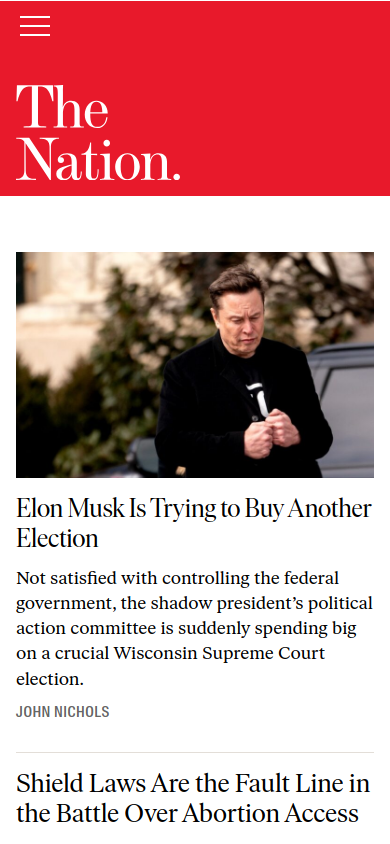 The
Nation.
Elon Musk Is Trying to Buy Another
Election
Not satisfied with controlling the federal
government, the shadow president’s political
action committee is suddenly spending big
on a crucial Wisconsin Supreme Court
election.
JOHN NICHOLS
Shield Laws Are the Fault Line in
the Battle Over Abortion Access